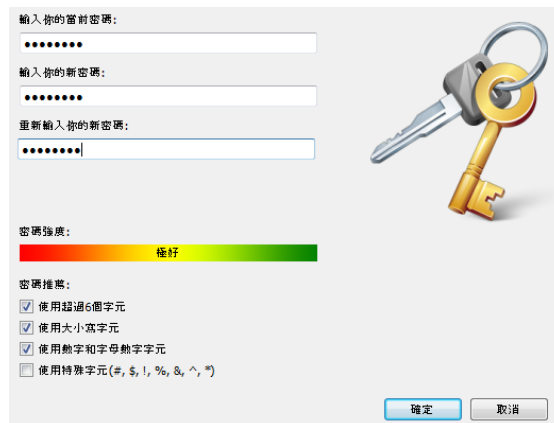 輸入你的當前密碼:
••••••••
輸入你的新密碼:
••••••••
重新輸入你的新密碼:
••••••••
密碼強度:
極好
密碼推薦:
使用超過6個字元
使用大小寫字元
使用數字和字母數字字元
使用特殊字元(#, $, !, %, &, ^, *)
確定 取消